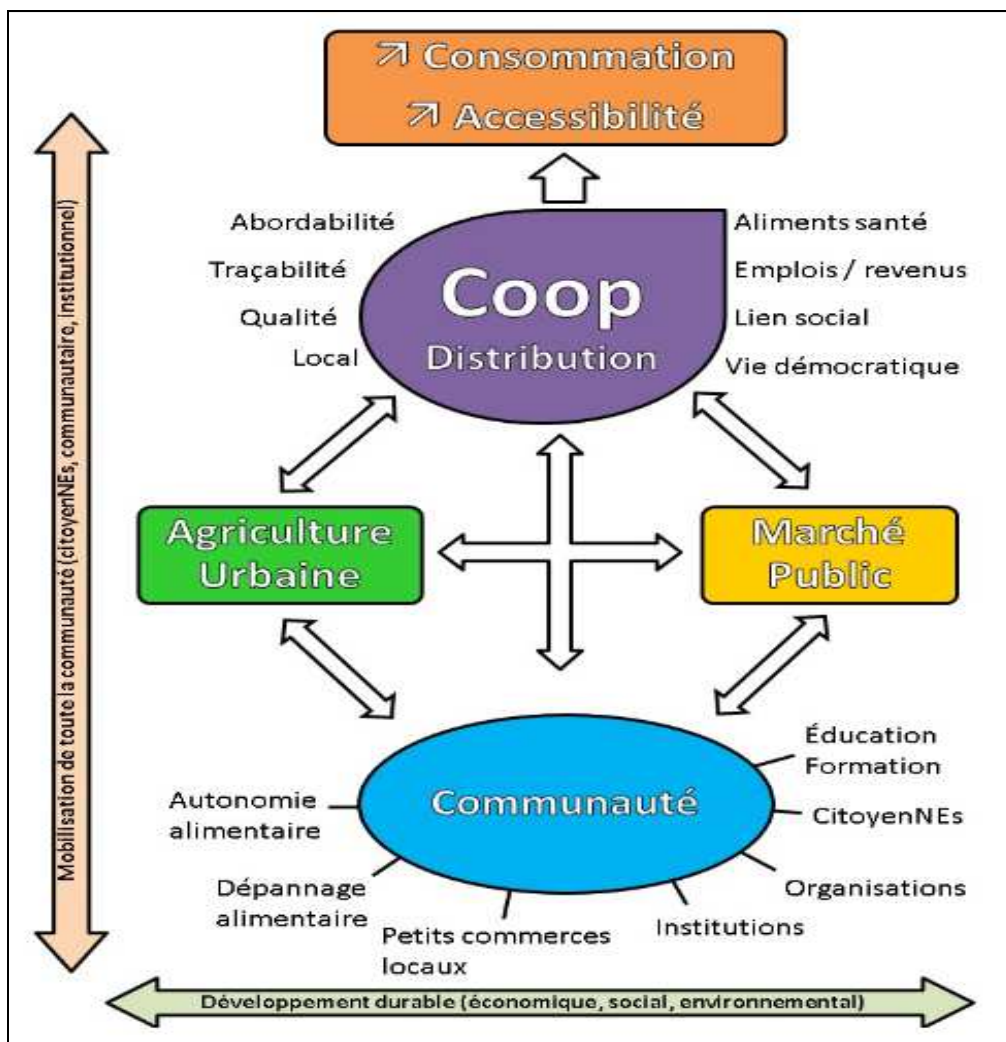 ↗ Consommation
↗ Accessibilité
Abordabilité
Traçabilité
Qualité
Local
Coop
Distribution
Aliments santé
Emplois / revenus
Lien social
Vie démocratique
Agriculture
Urbaine
Marché
Public
Communauté
Autonomie
alimentaire
Dépannage
alimentaire
Petits commerces
locaux
Institutions
Organisations
CitoyenNEs
Éducation
Formation
Mobilisation de toute la communauté (citoyenNEs, communautaire, institutionnel)
Développement durable (économique, social, environnemental)